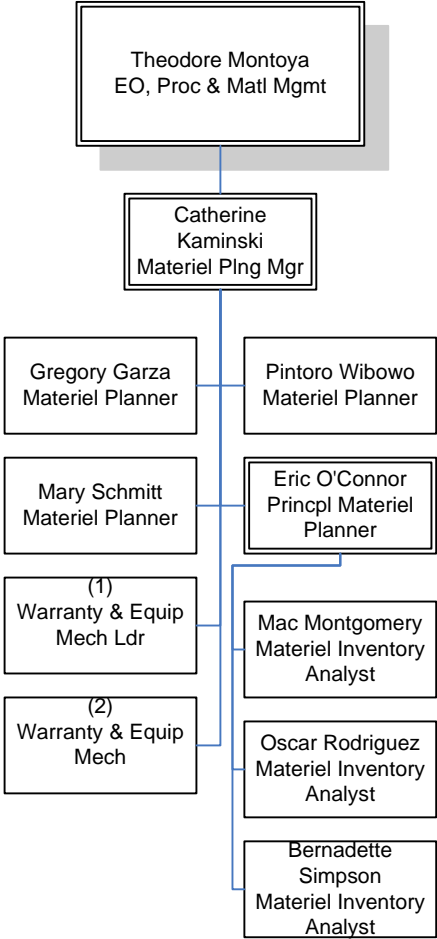 Theodore Montoya
EO, Proc & Matl Mgmt
Catherine
Kaminski
Materiel Plng Mgr
Gregory Garza
Materiel Planner
Pintoro Wibowo
Materiel Planner
Mary Schmitt
Materiel Planner
Eric O'Connor
Princpl Materiel
Planner
(1)
Warranty & Equip
Mech Ldr
(2)
Warranty & Equip
Mech
Mac Montgomery
Materiel Inventory
Analyst
Oscar Rodriguez
Materiel Inventory
Analyst
Bernadette
Simpson
Materiel Inventory
Analyst